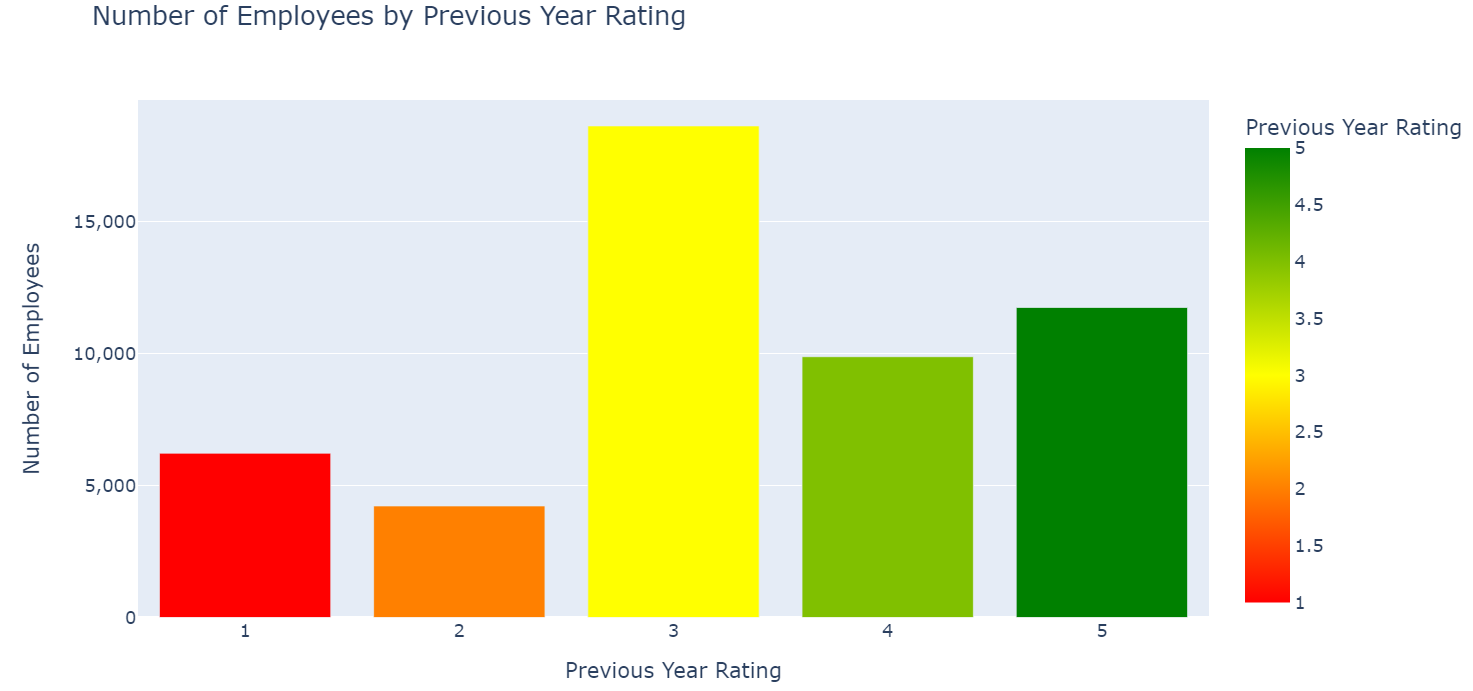 Number of Employees by Previous Year Rating
Previous Year Rating
5
4.5
4
3.5
3
2.5
2
1.5
1
Number of Employees
15,000
10,000
5,000
0
1 2 3 4 5
Previous Year Rating